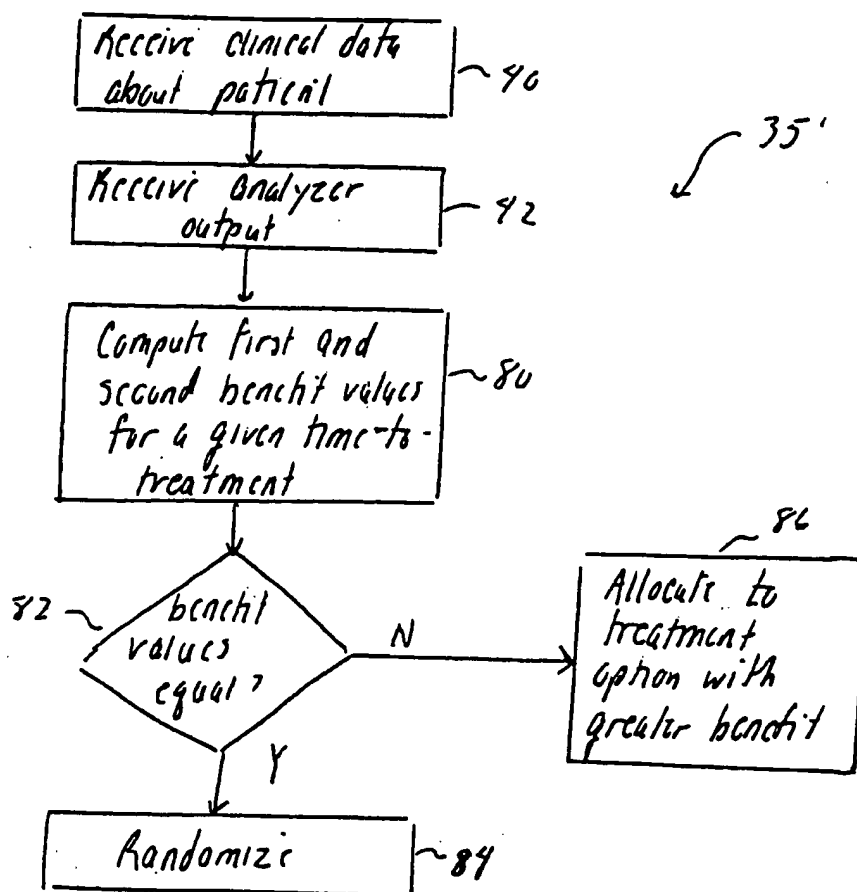 Receive clinical data
about patient
40
35'
Receive analyzer
output
42
Compute first and
second benefit values
for a given time-to-
treatment
80
86
82
benefit
values
equal?
N
Allocate to
treatment
option with
greater benefit
Y
Randomize
84